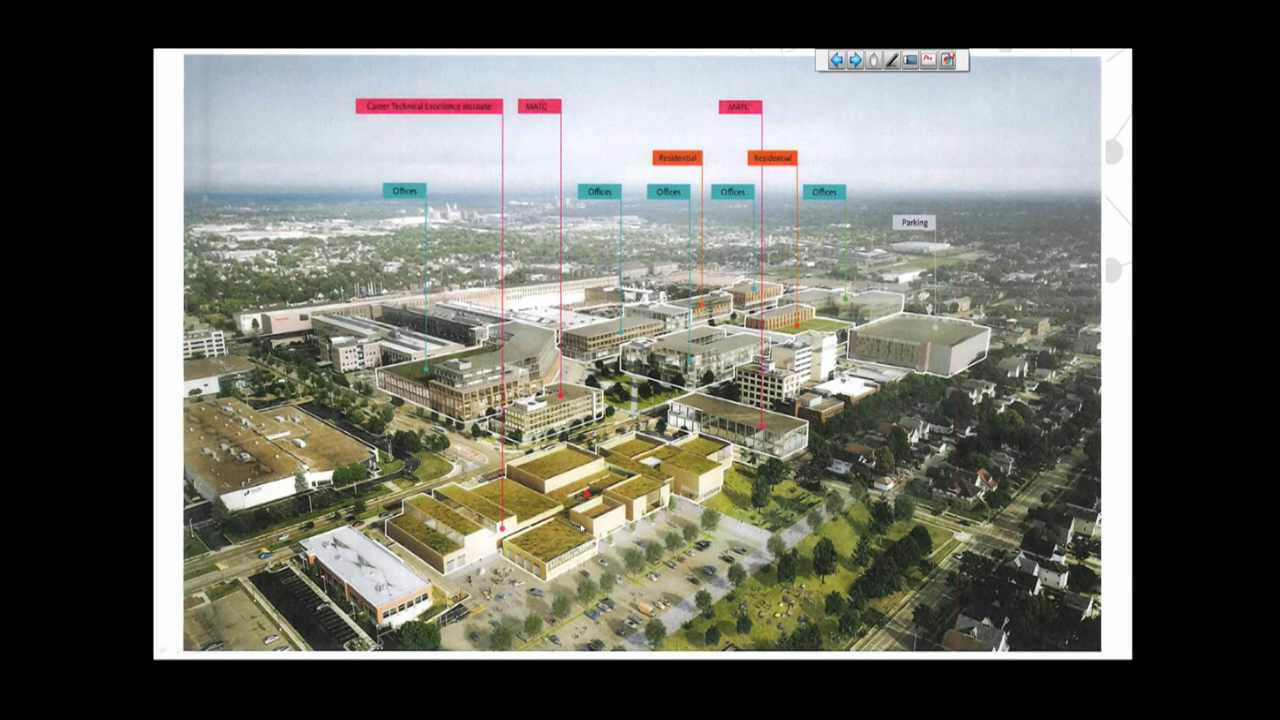 Career Technical Excellence Institute
MATC
MATC
Residential
Residential
Offices
Offices
Offices
Offices
Offices
Parking